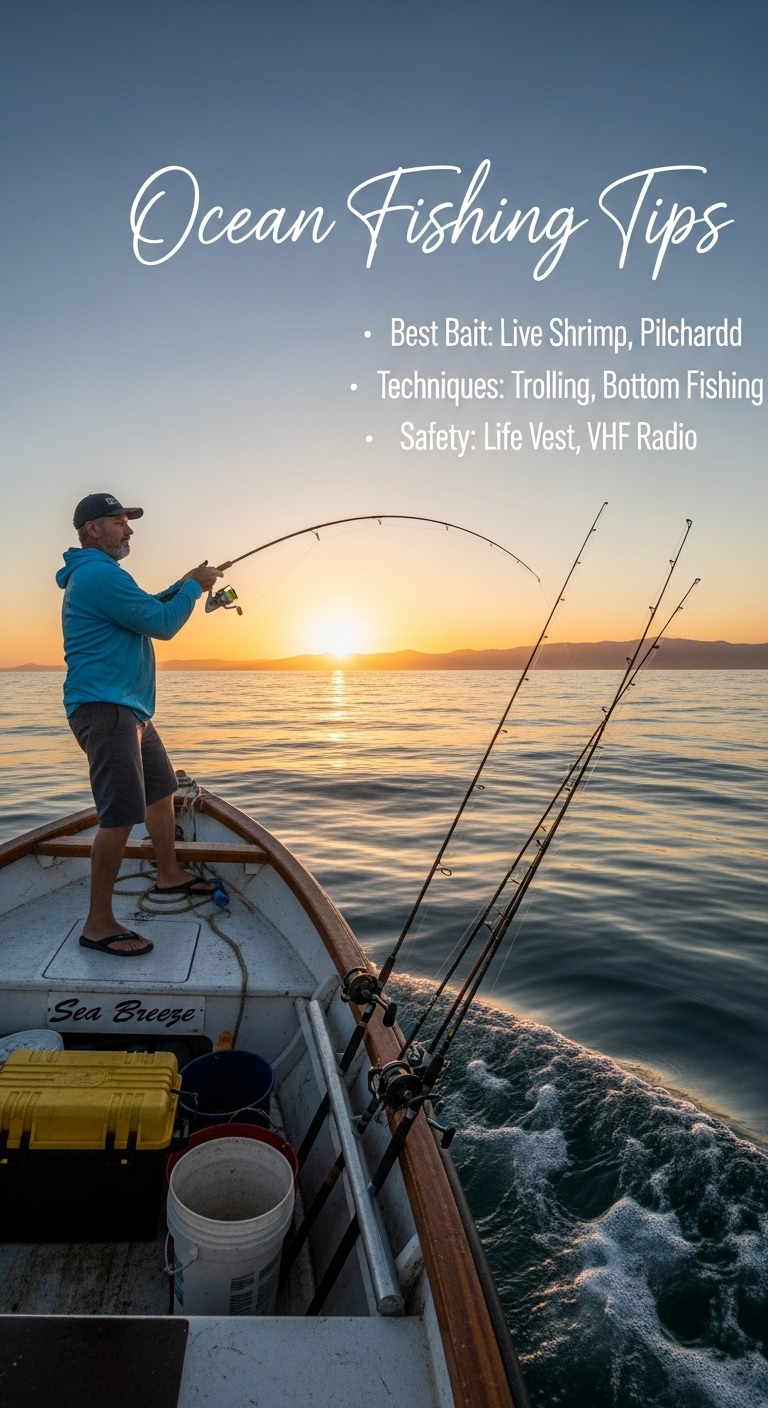 Ocean Fishing Tips
• Best Bait: Live Shrimp, Pilchardd
• Techniques: Trolling, Bottom Fishing
• Safety: Life Vest, VHF Radio
Sea Breeze